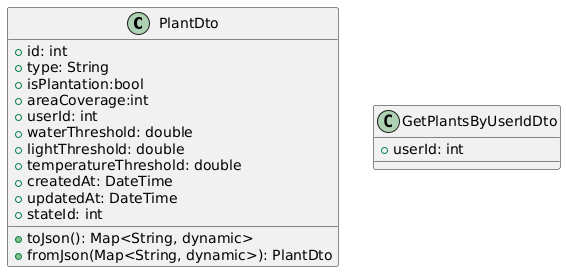 C PlantDto
id: int
type: String
isPlantation:bool
areaCoverage:int
userId: int
waterThreshold: double
lightThreshold: double
temperatureThreshold: double
createdAt: DateTime
updatedAt: DateTime
stateId: int
toJson(): Map<String, dynamic>
fromJson(Map<String, dynamic>): PlantDto
C GetPlantsByUserIdDto
userId: int